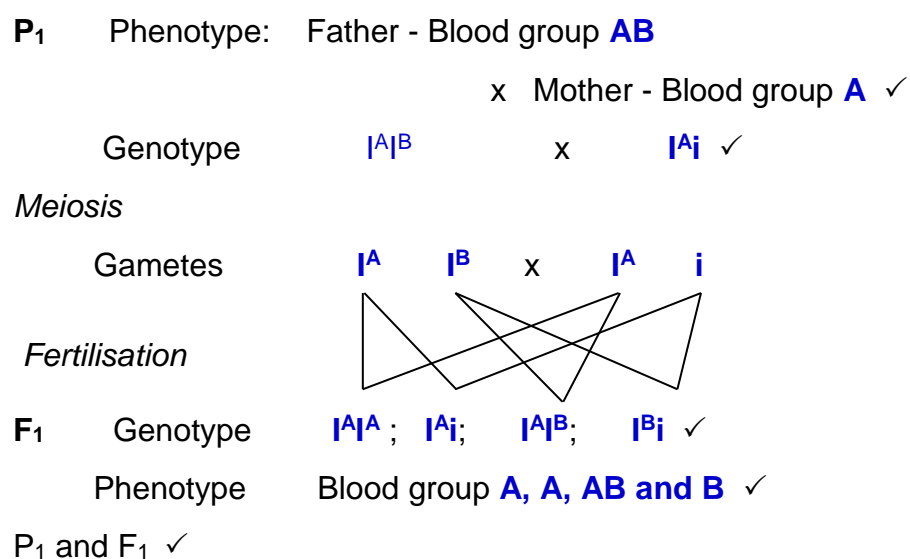 P₁ Phenotype: Father - Blood group AB
x Mother - Blood group A ✓
Genotype IᴬIᴮ x Iᴬi ✓
Meiosis
Gametes Iᴬ Iᴮ x Iᴬ i
Fertilisation
F₁ Genotype IᴬIᴬ ; Iᴬi; IᴬIᴮ; Iᴮi ✓
Phenotype Blood group A, A, AB and B ✓
P₁ and F₁ ✓